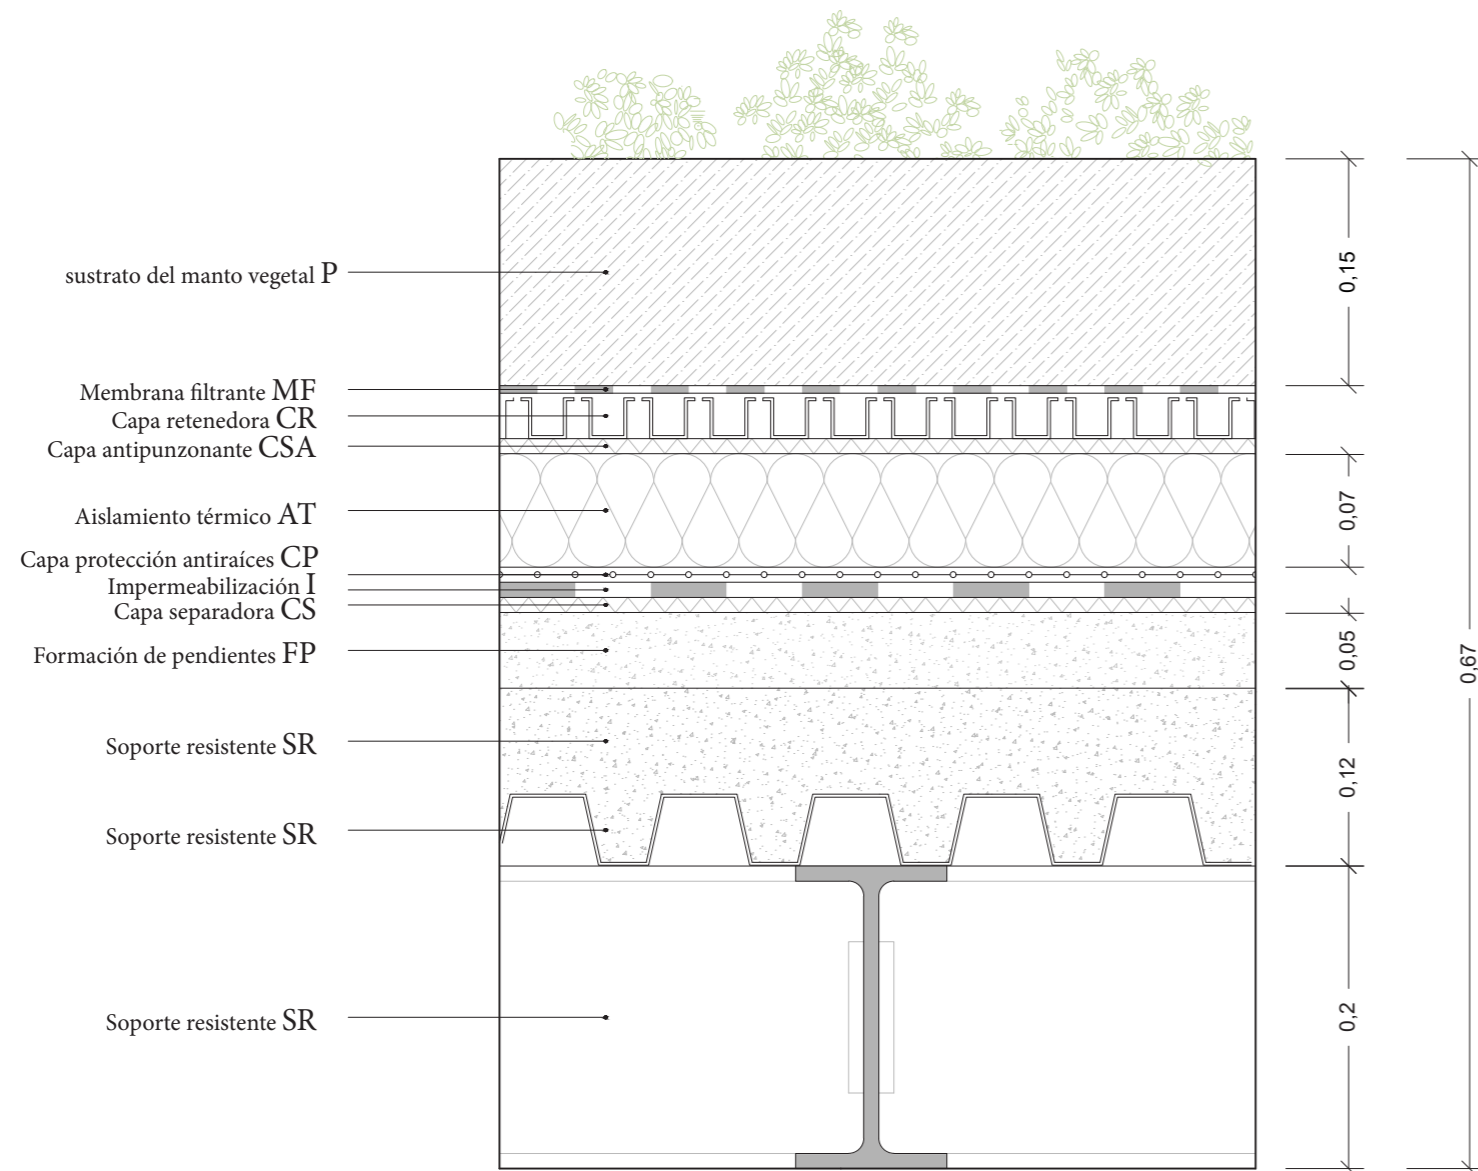 sustrato del manto vegetal P
Membrana filtrante MF
Capa retenedora CR
Capa antipunzonante CSA
Aislamiento térmico AT
Capa protección antiraíces CP
Impermeabilización I
Capa separadora CS
Formación de pendientes FP
Soporte resistente SR
Soporte resistente SR
Soporte resistente SR
0,15
0,07
0,05
0,12
0,2
0,67